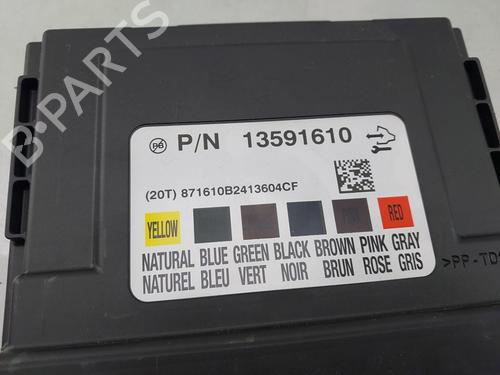 P/N 13591610
(20T) 871610B2413604CF
YELLOW PINK RED
NATURAL BLUE GREEN BLACK BROWN PINK GRAY
NATUREL BLEU VERT NOIR BRUN ROSE GRIS
>PP-TD
B-PARTS